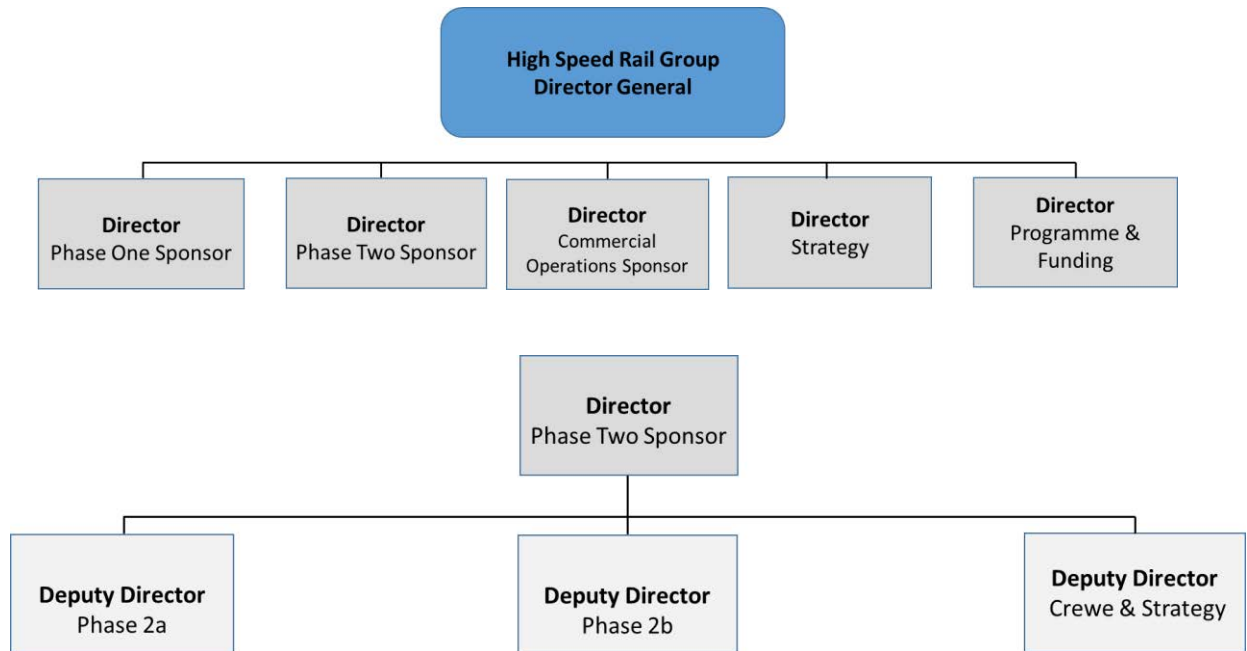 High Speed Rail Group
Director General
Director
Phase One Sponsor
Director
Phase Two Sponsor
Director
Commercial
Operations Sponsor
Director
Strategy
Director
Programme &
Funding
Director
Phase Two Sponsor
Deputy Director
Phase 2a
Deputy Director
Phase 2b
Deputy Director
Crewe & Strategy